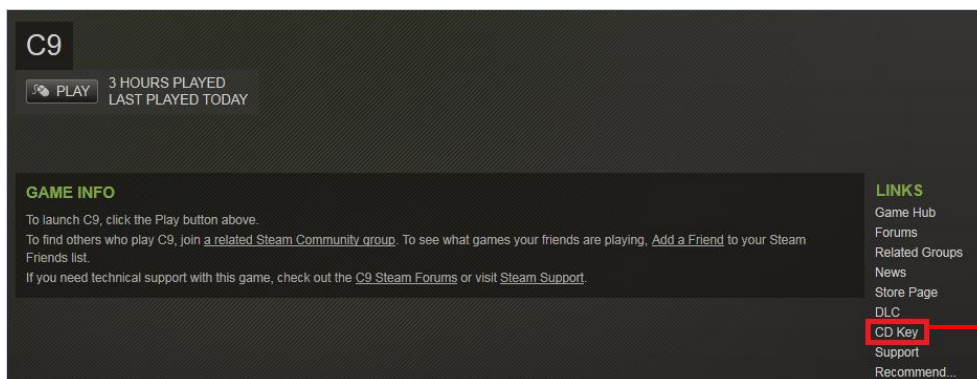 C9
PLAY
3 HOURS PLAYED
LAST PLAYED TODAY
GAME INFO
To launch C9, click the Play button above.
To find others who play C9, join a related Steam Community group. To see what games your friends are playing, Add a Friend to your Steam
Friends list.
If you need technical support with this game, check out the C9 Steam Forums or visit Steam Support.
LINKS
Game Hub
Forums
Related Groups
News
Store Page
DLC
CD Key
Support
Recommend...